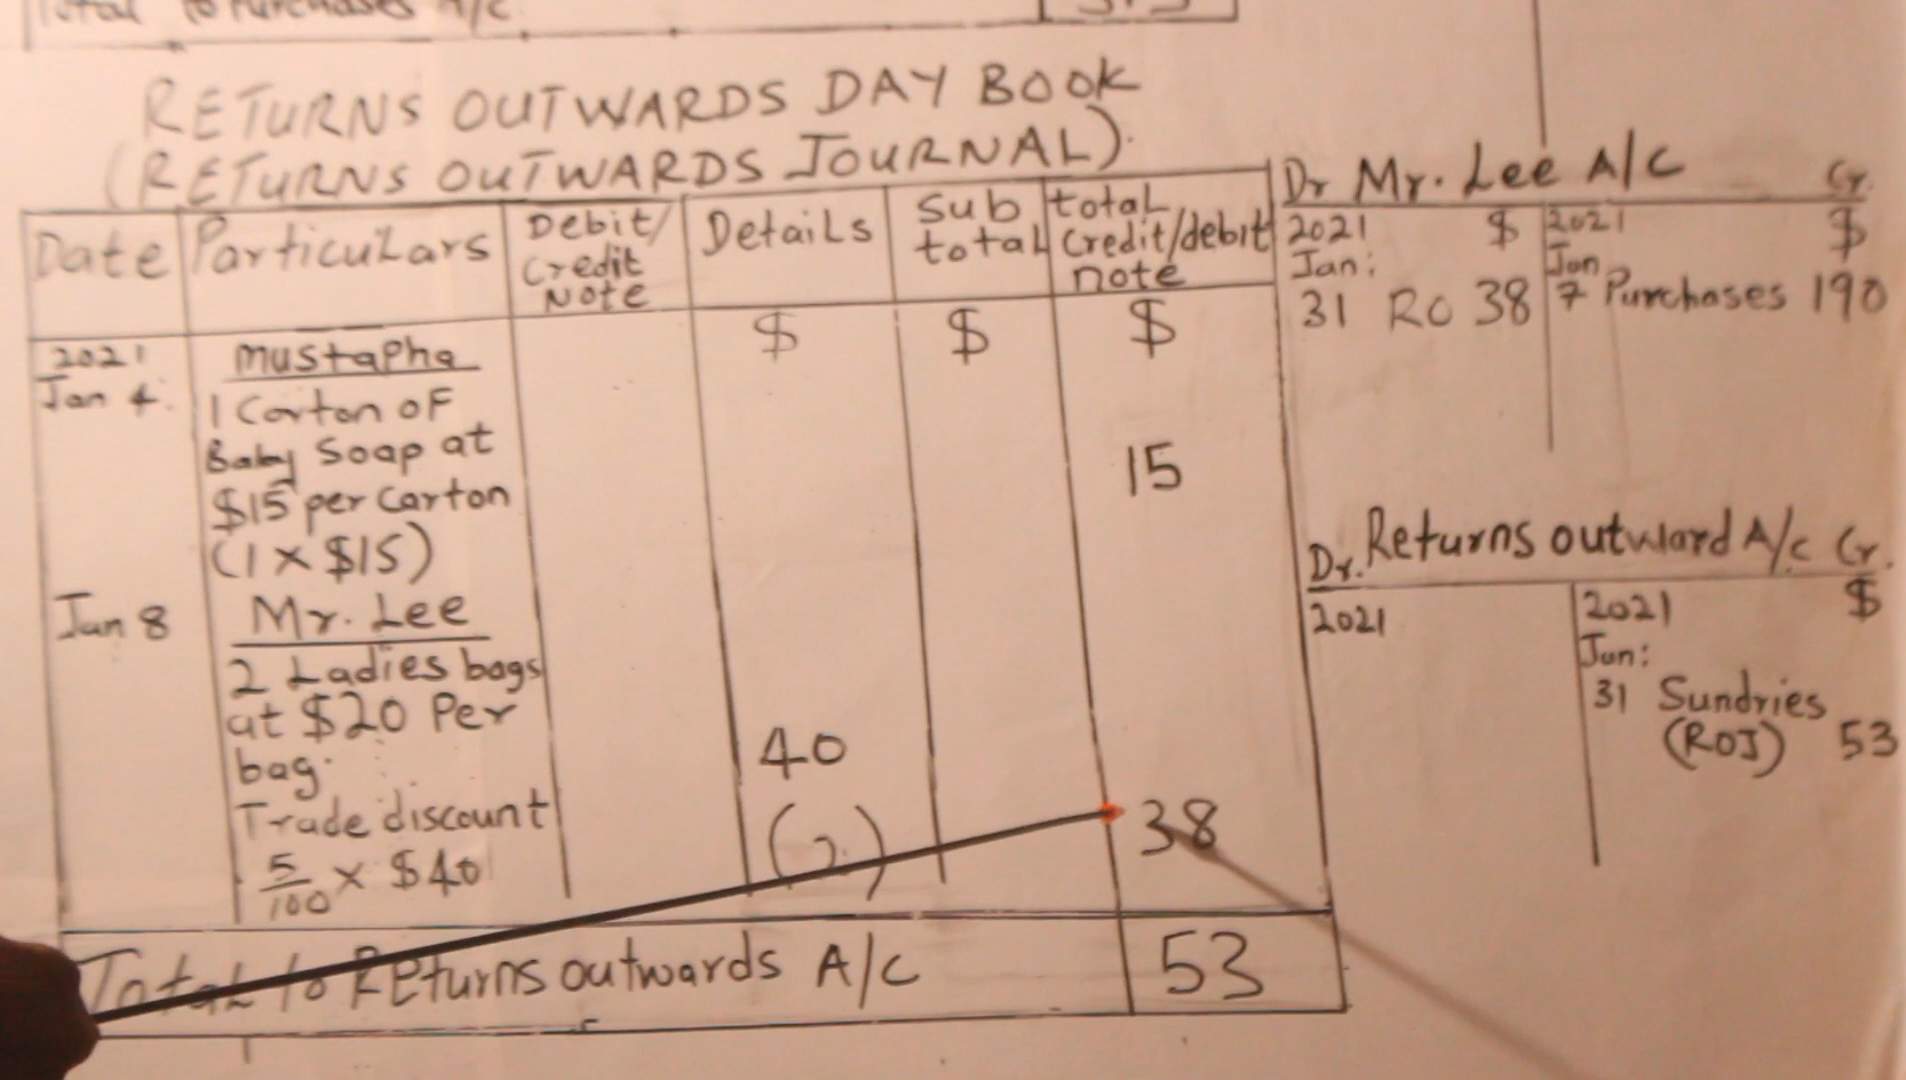 Total to Purchases A/C
RETURNS OUTWARDS DAY BOOK
(RETURNS OUTWARDS JOURNAL).
Date Particulars Debit/ Credit Note Details Sub total total credit/debit note
$ $ $
2021
Jan 4. Mustapha
1 Carton of
Baby Soap at
$15 per carton 15
(1 x $15)
Jan 8 Mr. Lee
2 Ladies bags
at $20 Per
bag. 40
Trade discount 38
5/100 x $40
Total to Returns outwards A/C 53
Dr Mr. Lee A/C Cr.
2021 $ 2021 $
Jan: Jan
31 RO 38 7 Purchases 190
Dr. Returns outward A/c Cr.
2021 2021 $
Jan:
31 Sundries
(ROJ) 53